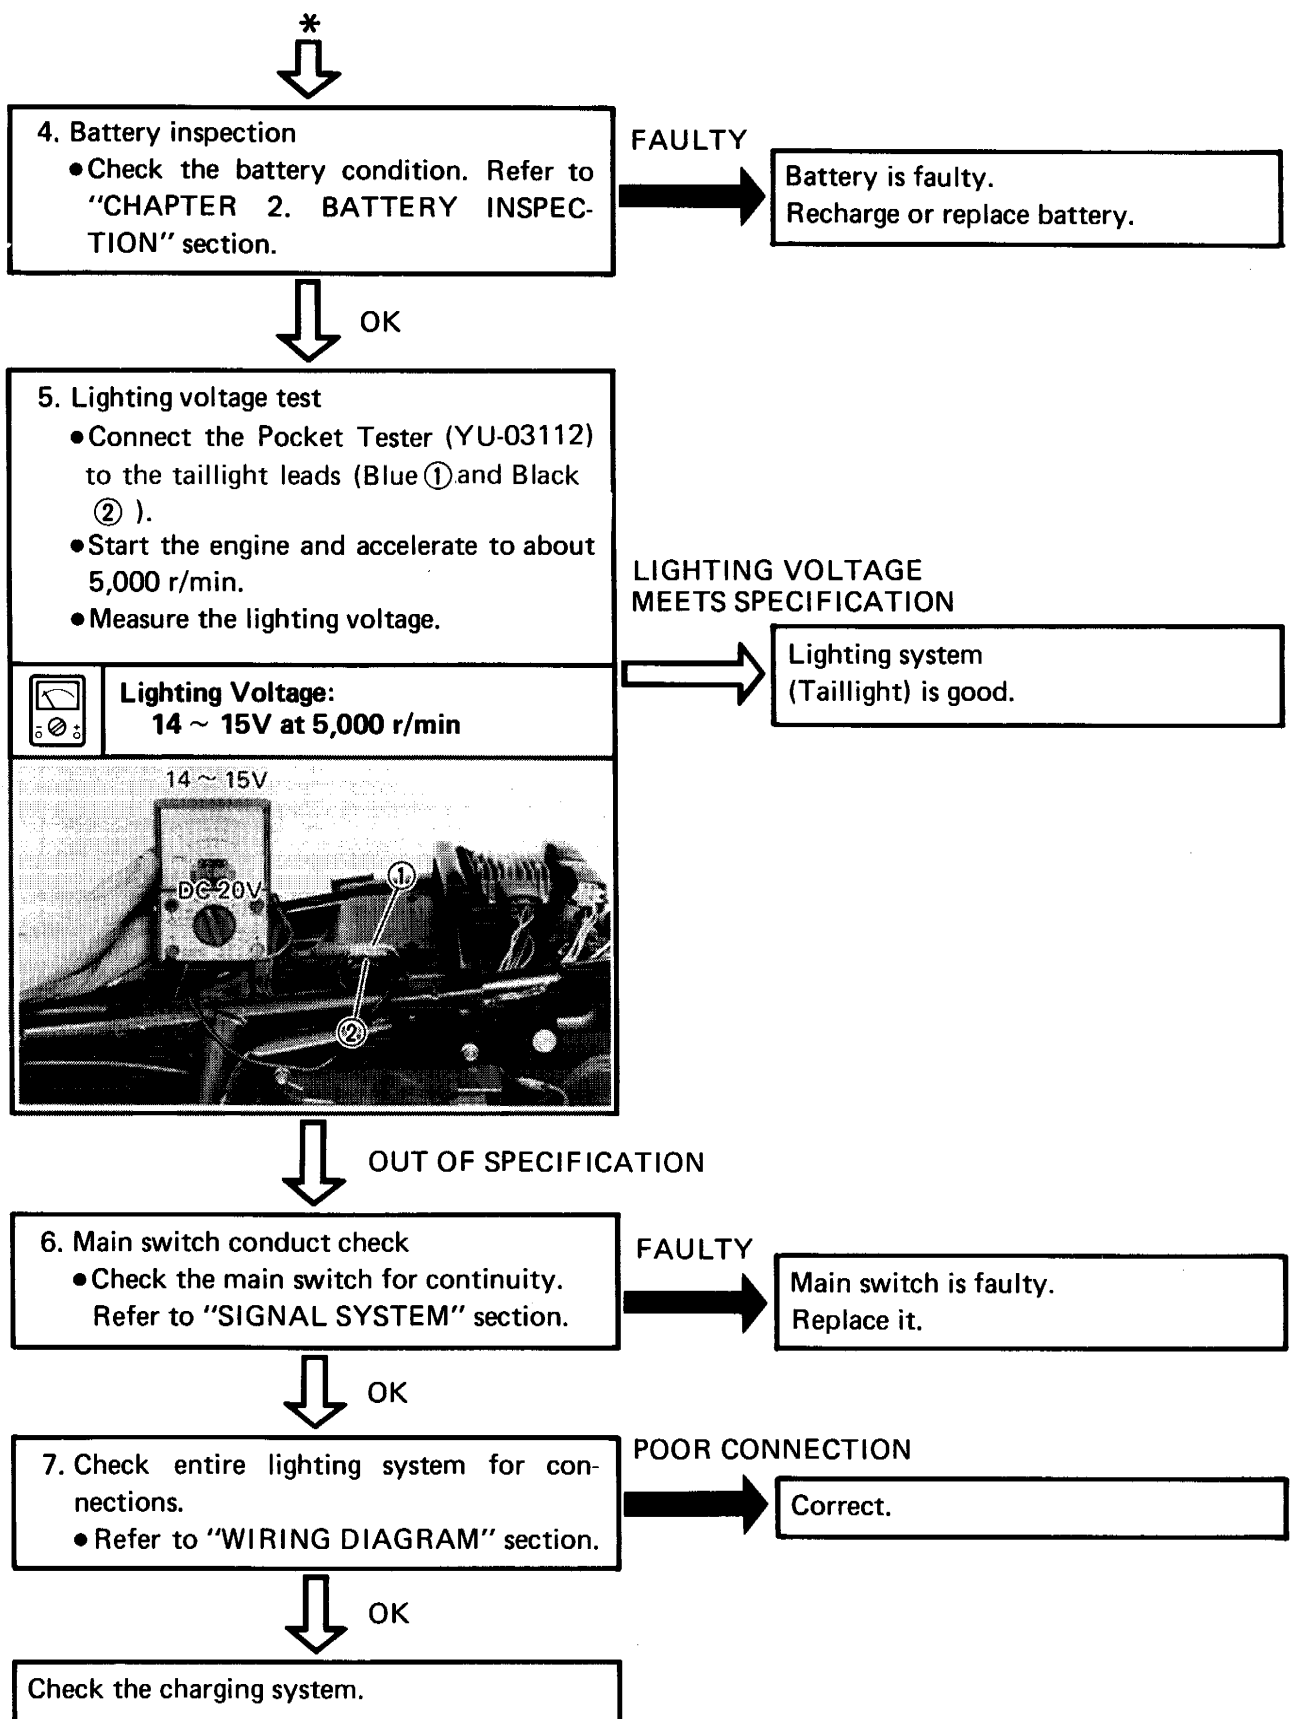 *
4. Battery inspection
●Check the battery condition. Refer to
"CHAPTER 2. BATTERY INSPEC-
TION" section.
FAULTY
Battery is faulty.
Recharge or replace battery.
OK
5. Lighting voltage test
●Connect the Pocket Tester (YU-03112)
to the taillight leads (Blue ① and Black
② ).
●Start the engine and accelerate to about
5,000 r/min.
●Measure the lighting voltage.
LIGHTING VOLTAGE
MEETS SPECIFICATION
Lighting system
(Taillight) is good.
Lighting Voltage:
14 ~ 15V at 5,000 r/min
14 ~ 15V
DC 20V
①
②
OUT OF SPECIFICATION
6. Main switch conduct check
●Check the main switch for continuity.
Refer to "SIGNAL SYSTEM" section.
FAULTY
Main switch is faulty.
Replace it.
OK
7. Check entire lighting system for con-
nections.
●Refer to "WIRING DIAGRAM" section.
POOR CONNECTION
Correct.
OK
Check the charging system.